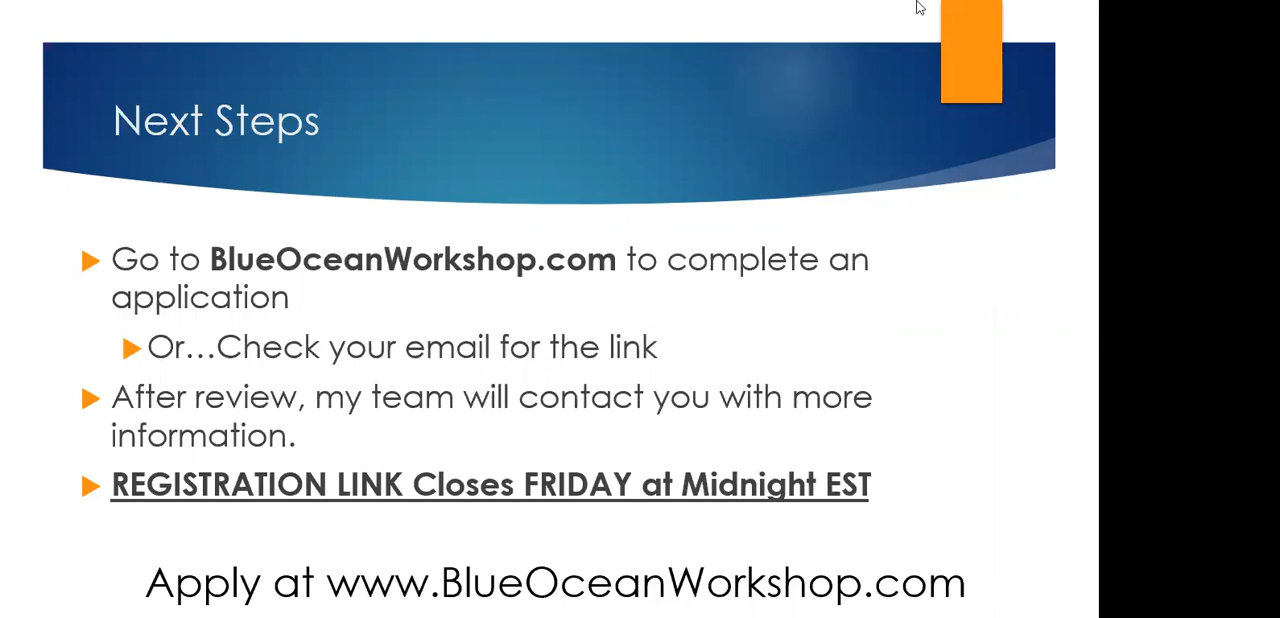 Next Steps
Go to BlueOceanWorkshop.com to complete an
application
Or...Check your email for the link
After review, my team will contact you with more
information.
REGISTRATION LINK Closes FRIDAY at Midnight EST
Apply at www.BlueOceanWorkshop.com